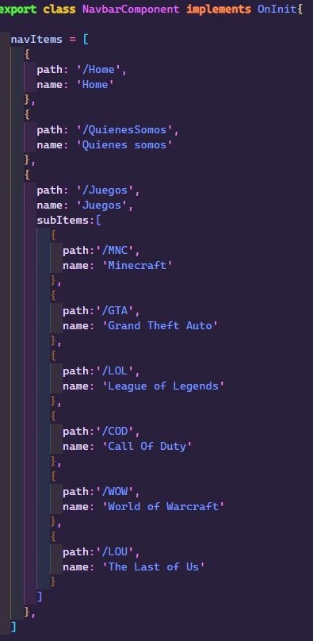 export class NavbarComponent implements OnInit{
navItems = [
{
path: '/Home',
name: 'Home'
},
{
path: '/QuienesSomos',
name: 'Quienes somos'
},
{
path: '/Juegos',
name: 'Juegos',
subItems:[
{
path:'/MNC',
name: 'Minecraft'
},
{
path:'/GTA',
name: 'Grand Theft Auto'
},
{
path:'/LOL',
name: 'League of Legends'
},
{
path:'/COD',
name: 'Call Of Duty'
},
{
path:'/WOW',
name: 'World of Warcraft'
},
{
path:'/LOU',
name: 'The Last of Us'
}
]
},
]